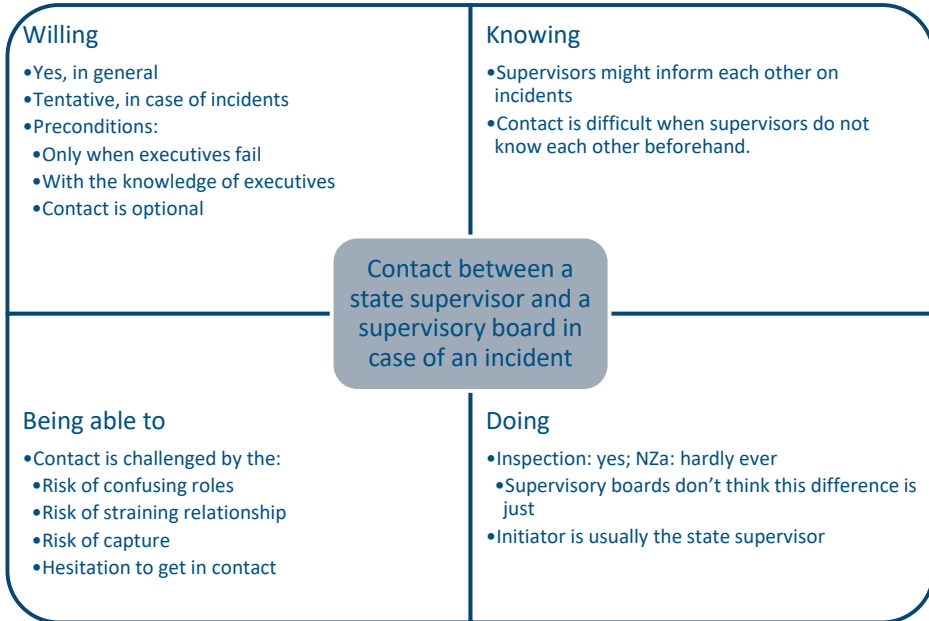 Willing
•Yes, in general
•Tentative, in case of incidents
•Preconditions:
•Only when executives fail
•With the knowledge of executives
•Contact is optional
Knowing
•Supervisors might inform each other on
incidents
•Contact is difficult when supervisors do not
know each other beforehand.
Contact between a
state supervisor and a
supervisory board in
case of an incident
Being able to
•Contact is challenged by the:
•Risk of confusing roles
•Risk of straining relationship
•Risk of capture
•Hesitation to get in contact
Doing
•Inspection: yes; NZa: hardly ever
•Supervisory boards don’t think this difference is
just
•Initiator is usually the state supervisor